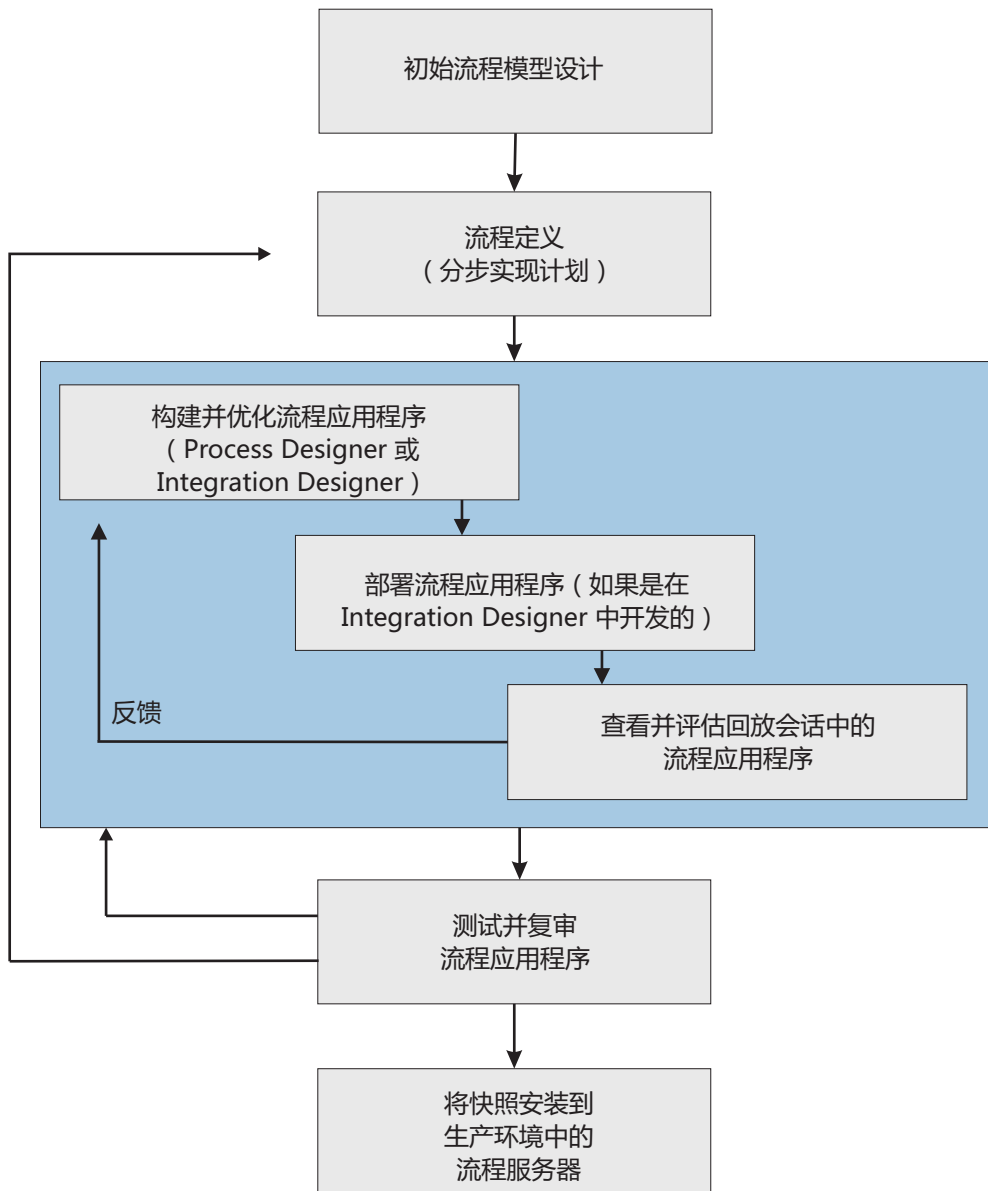 初始流程模型设计
流程定义
（分步实现计划）
构建并优化流程应用程序
（Process Designer 或
Integration Designer）
部署流程应用程序（如果是在
Integration Designer 中开发的）
反馈
查看并评估回放会话中的
流程应用程序
测试并复审
流程应用程序
将快照安装到
生产环境中的
流程服务器